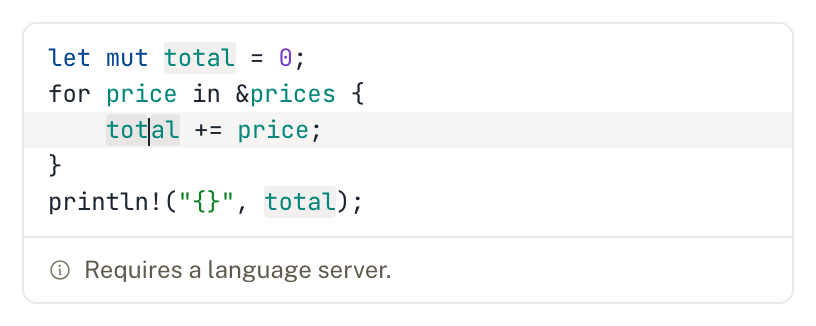 let mut total = 0;
for price in &prices {
    total += price;
}
println!("{}", total);
Requires a language server.